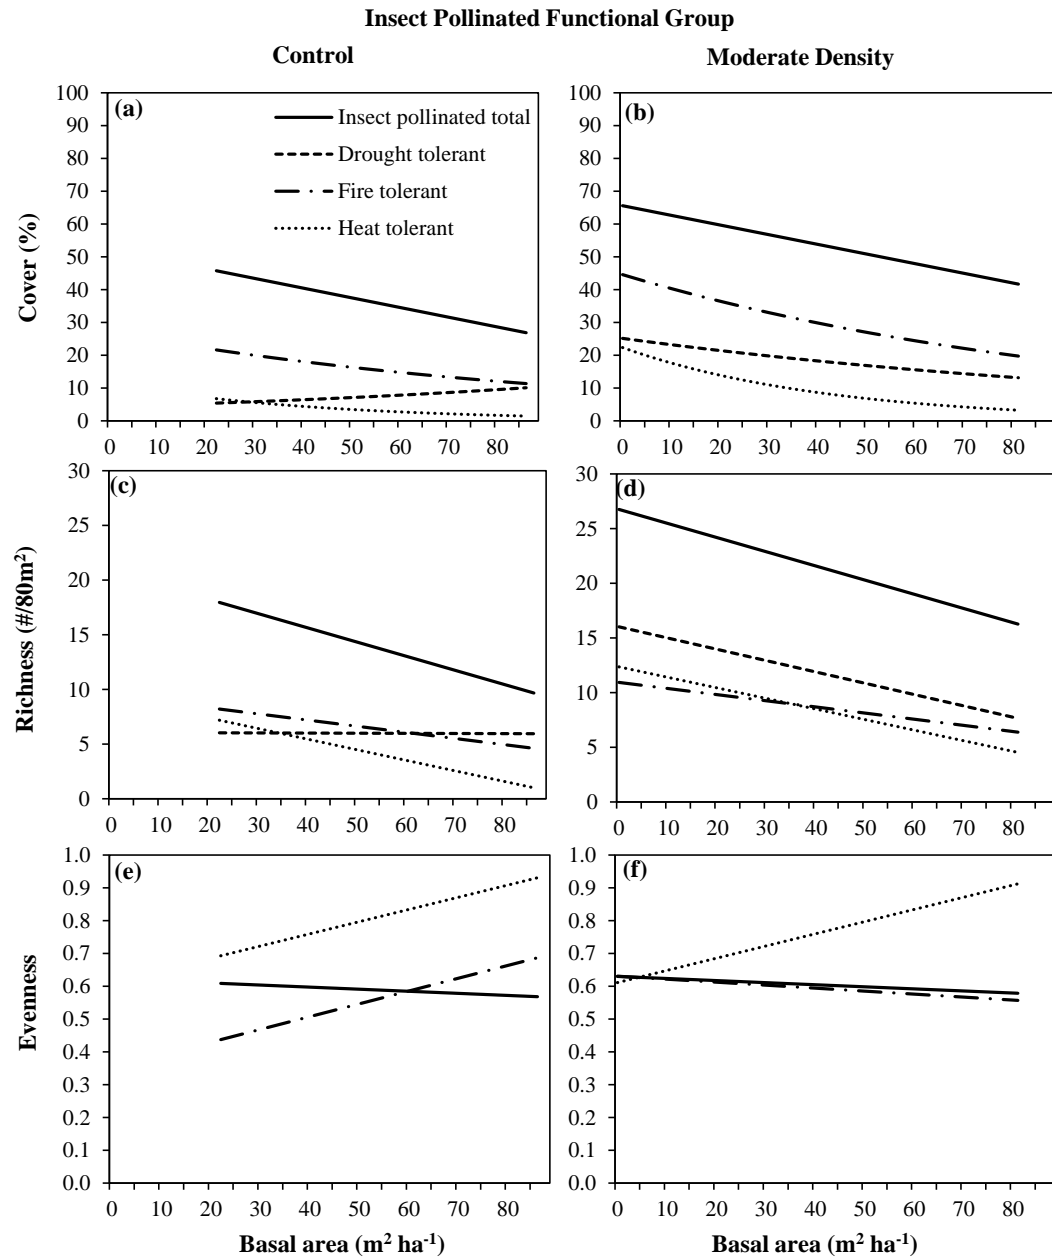 Insect Pollinated Functional Group
Control
Moderate Density
(a)
Insect pollinated total
Drought tolerant
Fire tolerant
Heat tolerant
Cover (%)
100
90
80
70
60
50
40
30
20
10
0
0 10 20 30 40 50 60 70 80
(b)
100
90
80
70
60
50
40
30
20
10
0
0 10 20 30 40 50 60 70 80
(c)
Richness (#/80m²)
30
25
20
15
10
5
0
0 10 20 30 40 50 60 70 80
(d)
30
25
20
15
10
5
0
0 10 20 30 40 50 60 70 80
(e)
Evenness
1.0
0.9
0.8
0.7
0.6
0.5
0.4
0.3
0.2
0.1
0.0
0 10 20 30 40 50 60 70 80
Basal area (m² ha⁻¹)
(f)
1.0
0.9
0.8
0.7
0.6
0.5
0.4
0.3
0.2
0.1
0.0
0 10 20 30 40 50 60 70 80
Basal area (m² ha⁻¹)